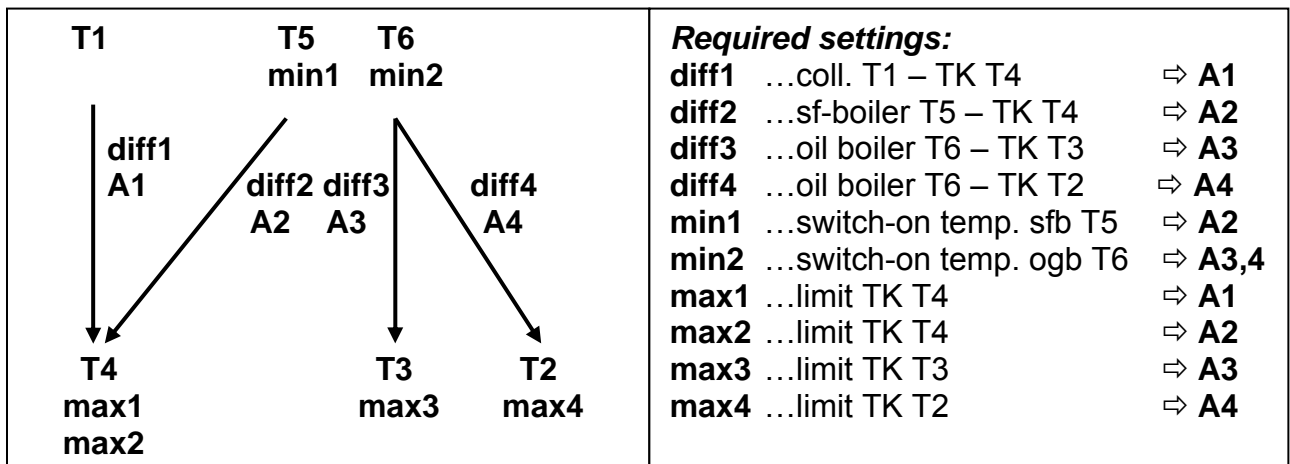 T1 T5 T6
min1 min2
diff1
A1
diff2 diff3 diff4
A2 A3 A4
T4 T3 T2
max1 max3 max4
max2
Required settings:
diff1 …coll. T1 – TK T4 ⇨ A1
diff2 …sf-boiler T5 – TK T4 ⇨ A2
diff3 …oil boiler T6 – TK T3 ⇨ A3
diff4 …oil boiler T6 – TK T2 ⇨ A4
min1 …switch-on temp. sfb T5 ⇨ A2
min2 …switch-on temp. ogb T6 ⇨ A3,4
max1 …limit TK T4 ⇨ A1
max2 …limit TK T4 ⇨ A2
max3 …limit TK T3 ⇨ A3
max4 …limit TK T2 ⇨ A4